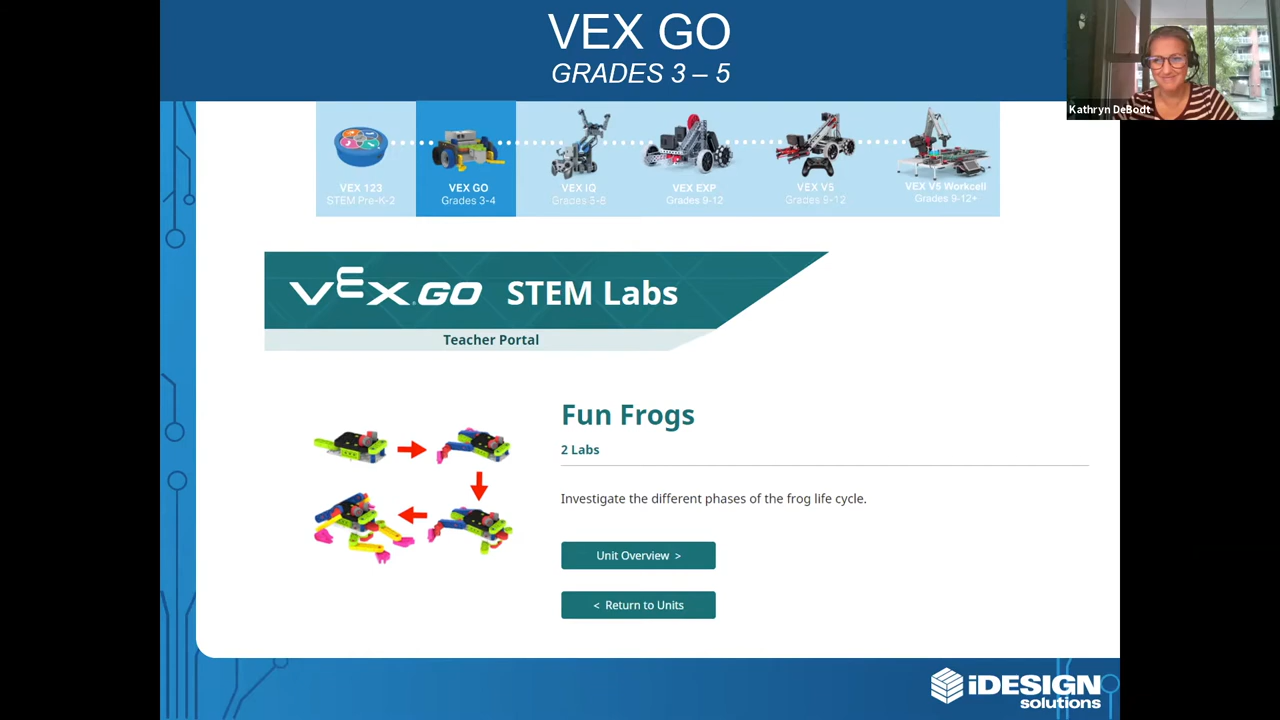 VEX GO
GRADES 3 – 5
Kathryn DeBodt
VEX 123
STEM Pre-K-2
VEX GO
Grades 3-4
VEX IQ
Grades 5-8
VEX EXP
Grades 9-12
VEX V5
Grades 9-12
VEX V5 Workcell
Grades 9-12+
VEX GO STEM Labs
Teacher Portal
Fun Frogs
2 Labs
Investigate the different phases of the frog life cycle.
Unit Overview >
< Return to Units
iDESIGN
solutions